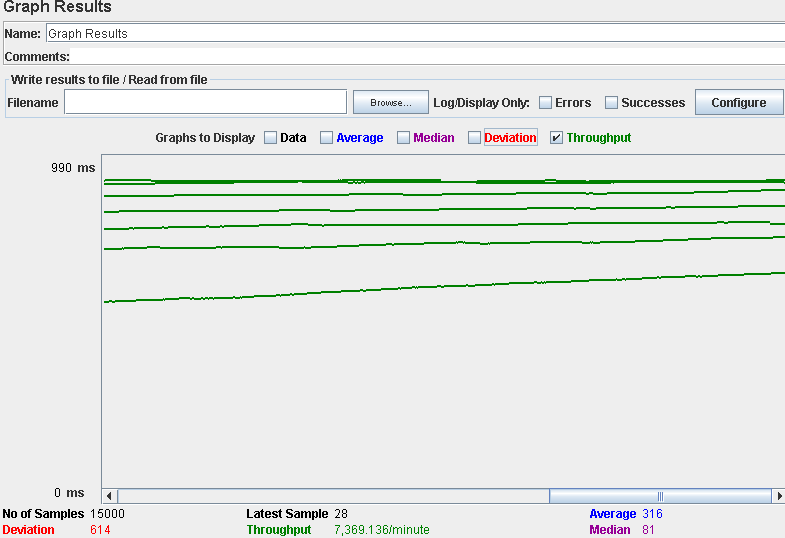 Graph Results
Name: Graph Results
Comments:
Write results to file / Read from file
Filename Browse... Log/Display Only: Errors Successes Configure
Graphs to Display Data Average Median Deviation Throughput
990 ms
0 ms
No of Samples 15000 Latest Sample 28 Average 316
Deviation 614 Throughput 7,369.136/minute Median 81